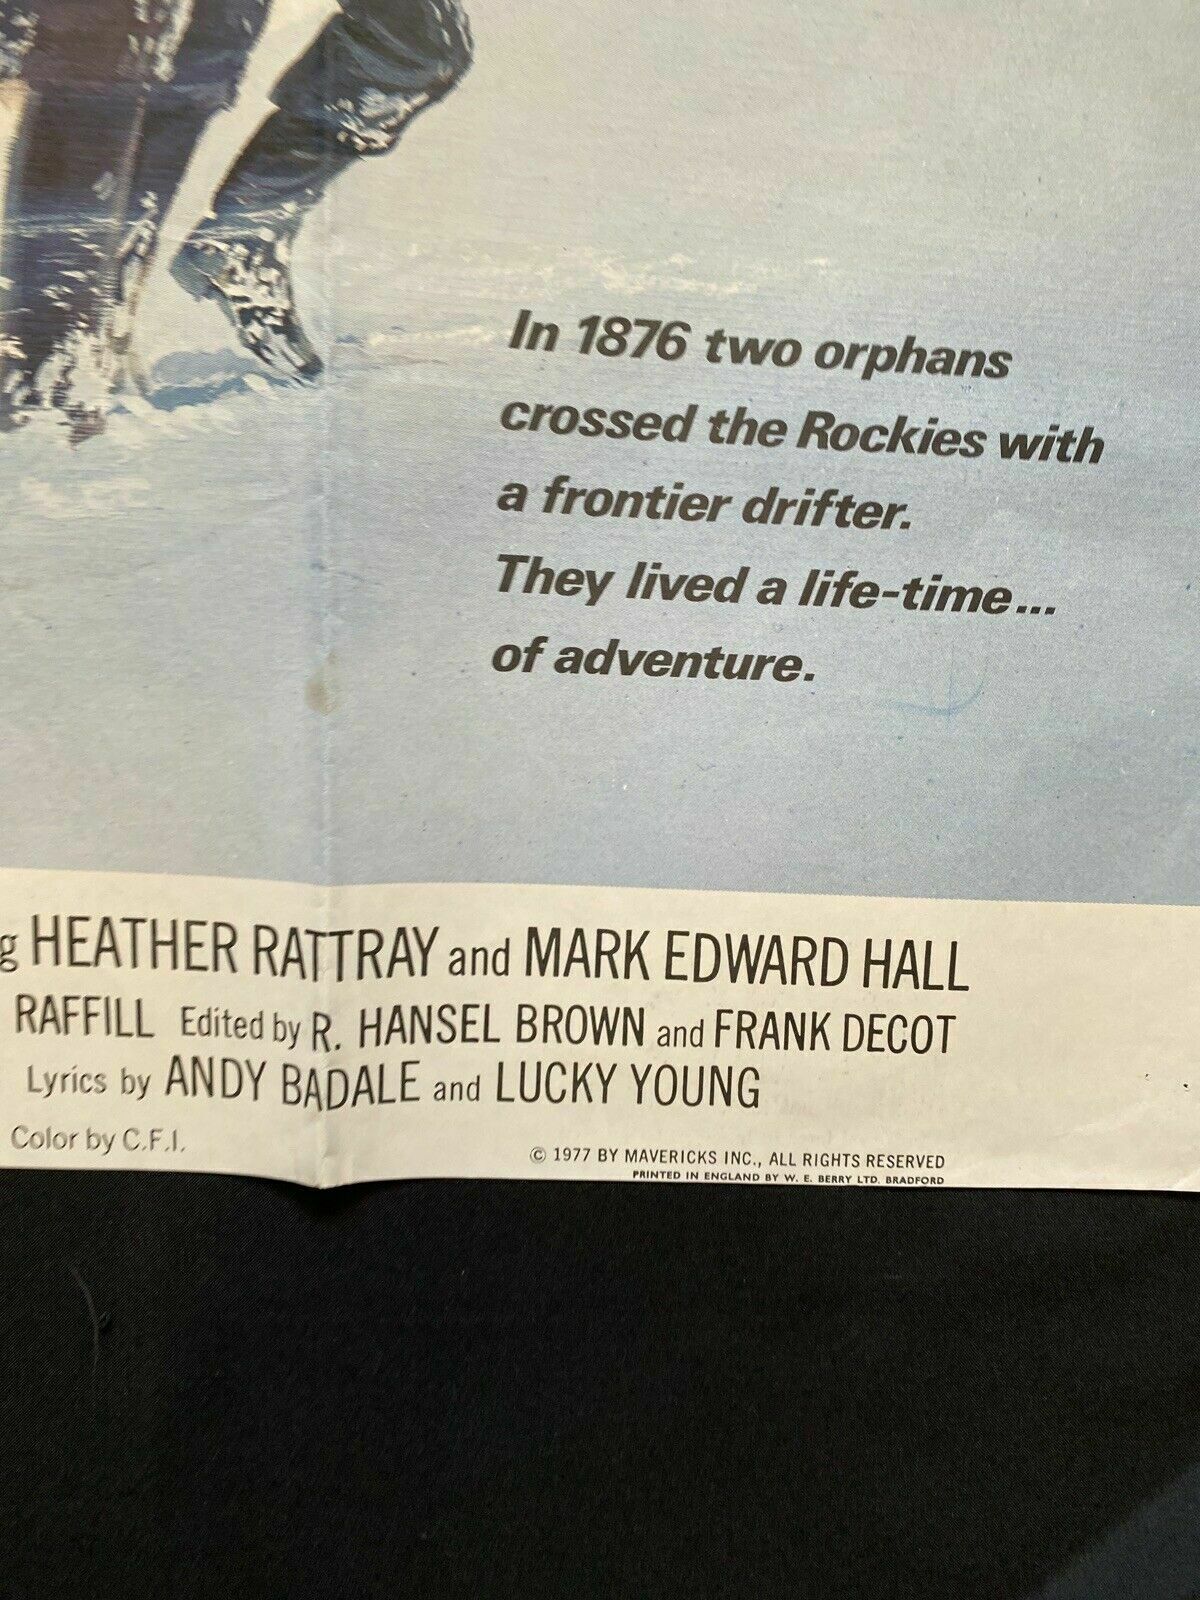 In 1876 two orphans
crossed the Rockies with
a frontier drifter.
They lived a life-time...
of adventure.
g HEATHER RATTRAY and MARK EDWARD HALL
RAFFILL Edited by R. HANSEL BROWN and FRANK DECOT
Lyrics by ANDY BADALE and LUCKY YOUNG
Color by C.F.I.
© 1977 BY MAVERICKS INC., ALL RIGHTS RESERVED
PRINTED IN ENGLAND BY W. E. BERRY LTD. BRADFORD